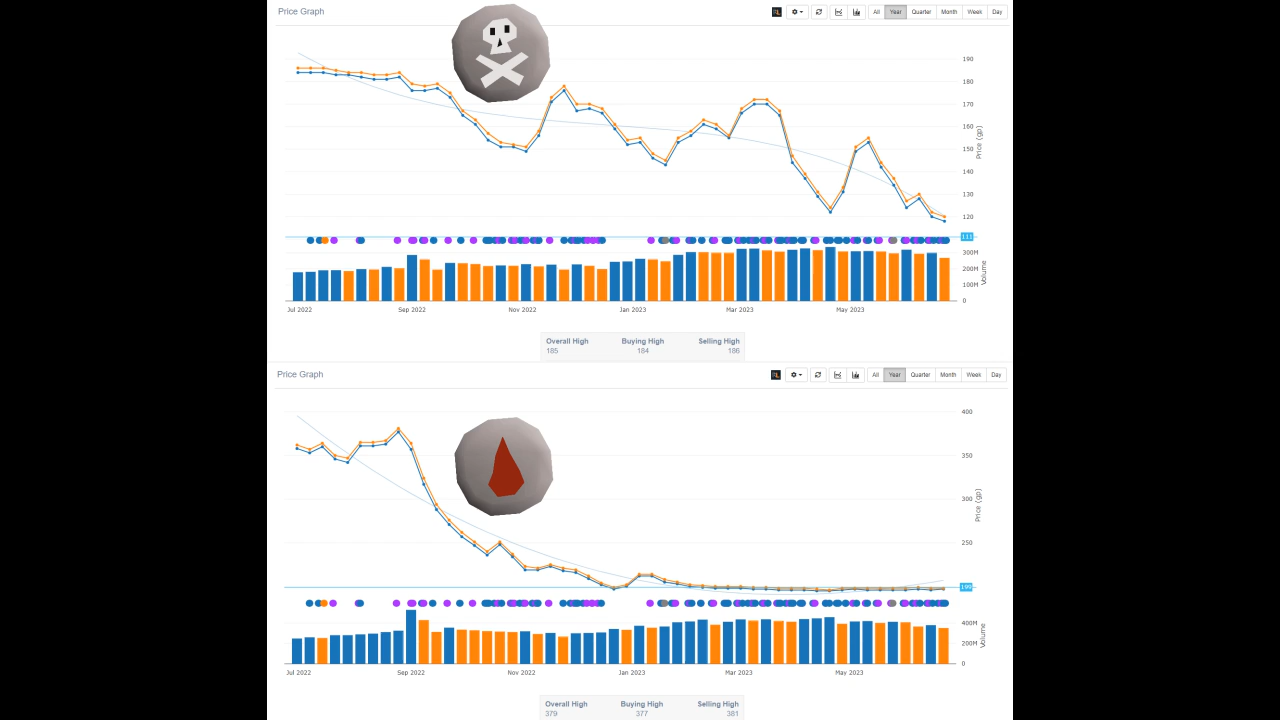 Price Graph
All Year Quarter Month Week Day
190
180
170
160
150
140
130
120
111
Price (gp)
300M
200M
100M
0
Volume
Jul 2022 Sep 2022 Nov 2022 Jan 2023 Mar 2023 May 2023
Overall High Buying High Selling High
185 184 186
Price Graph
All Year Quarter Month Week Day
400
350
300
250
199
Price (gp)
400M
200M
0
Volume
Jul 2022 Sep 2022 Nov 2022 Jan 2023 Mar 2023 May 2023
Overall High Buying High Selling High
379 377 381